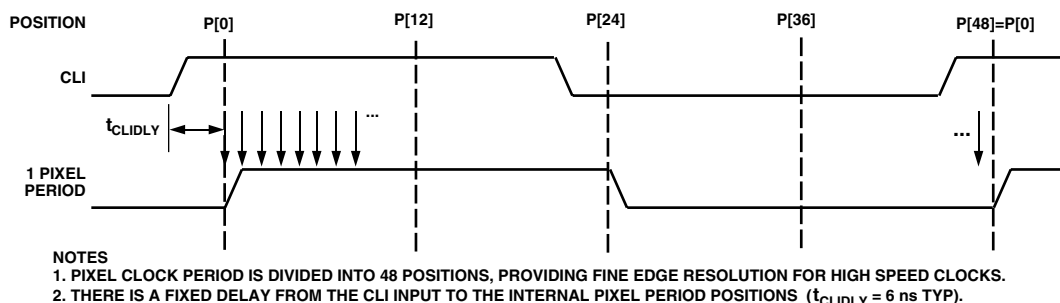 POSITION P[0] P[12] P[24] P[36] P[48]=P[0]
CLI
tCLIDLY
...
...
1 PIXEL
PERIOD
NOTES
1. PIXEL CLOCK PERIOD IS DIVIDED INTO 48 POSITIONS, PROVIDING FINE EDGE RESOLUTION FOR HIGH SPEED CLOCKS.
2. THERE IS A FIXED DELAY FROM THE CLI INPUT TO THE INTERNAL PIXEL PERIOD POSITIONS (tCLIDLY = 6 ns TYP).